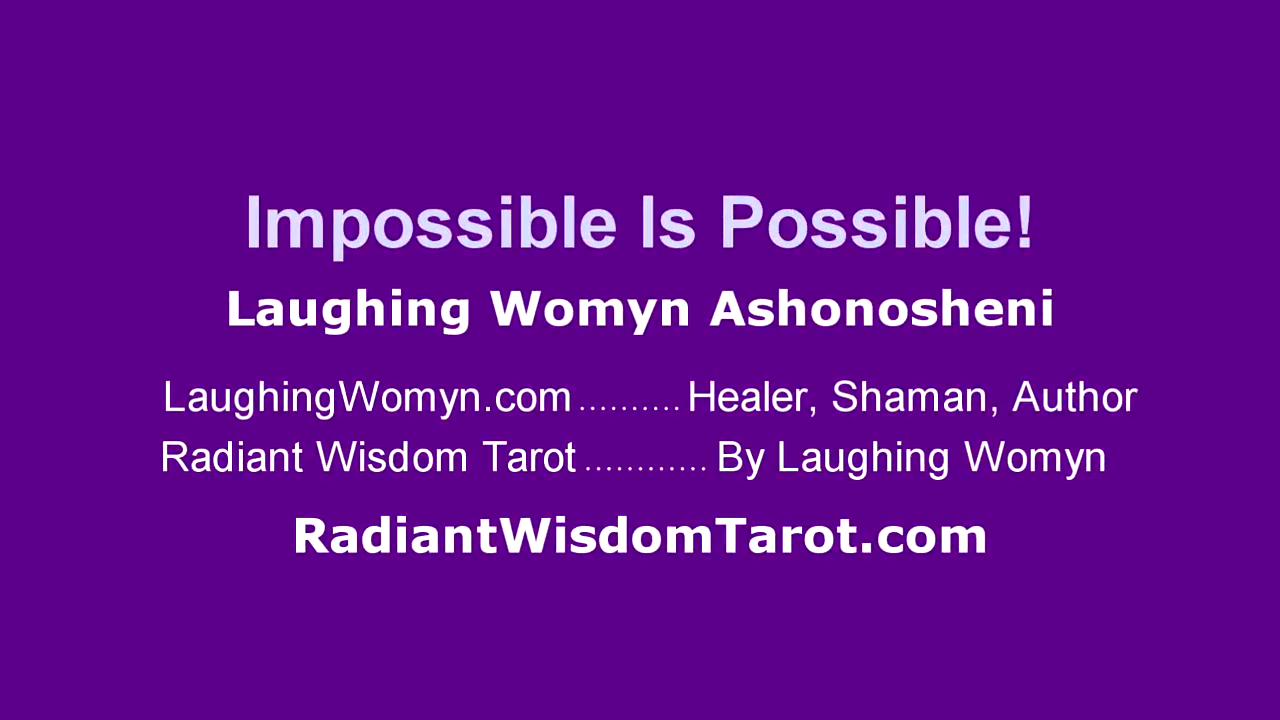 Impossible Is Possible!
Laughing Womyn Ashonosheni
LaughingWomyn.com .......... Healer, Shaman, Author
Radiant Wisdom Tarot ............ By Laughing Womyn
RadiantWisdomTarot.com